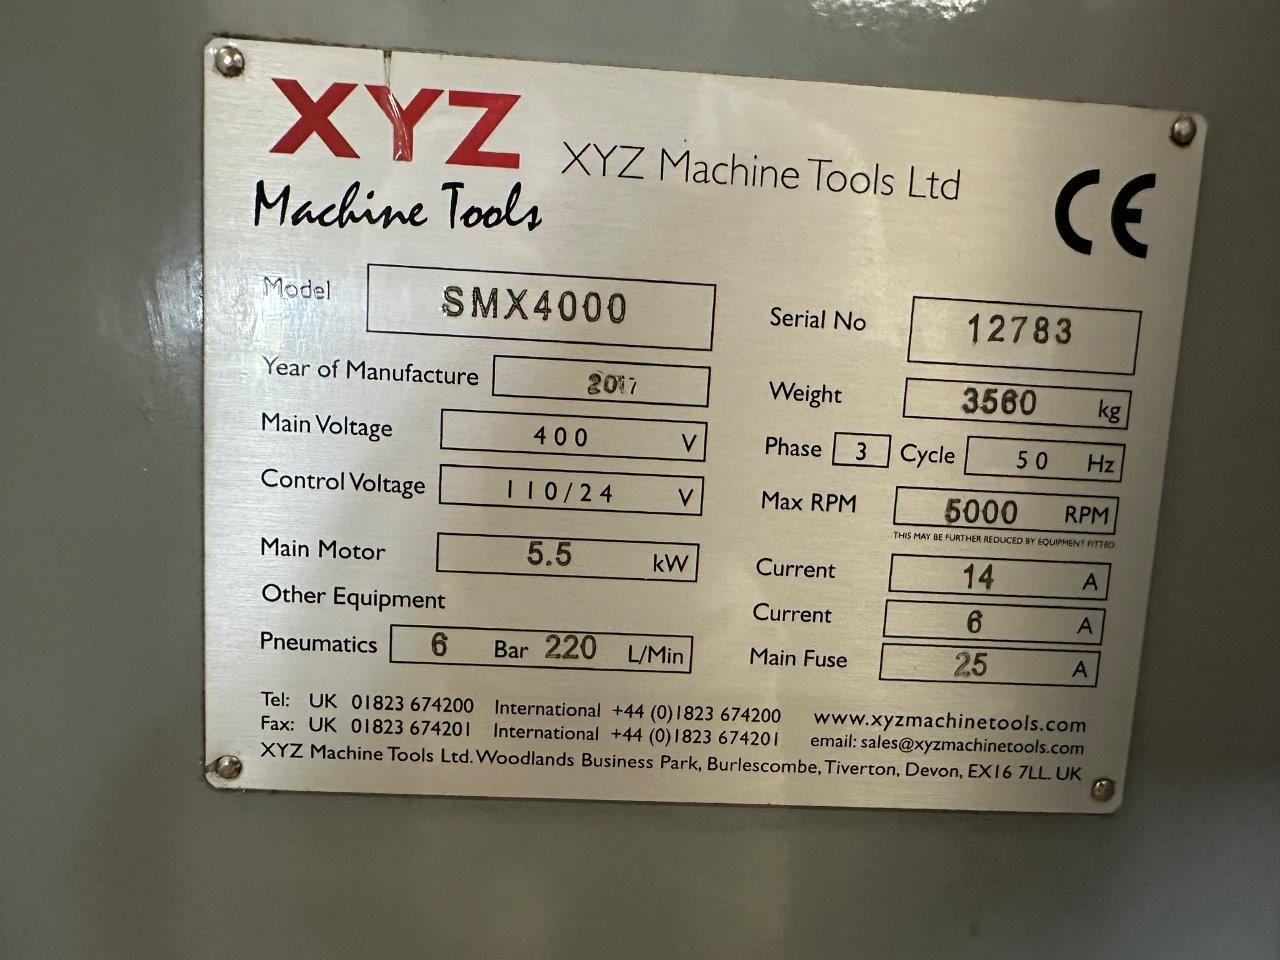 XYZ
Machine Tools
XYZ Machine Tools Ltd
CE
Model SMX4000
Serial No 12783
Year of Manufacture 2017
Weight 3560 kg
Main Voltage 400 V
Phase 3 Cycle 50 Hz
Control Voltage 110/24 V
Max RPM 5000 RPM
THIS MAY BE FURTHER REDUCED BY EQUIPMENT FITTED
Main Motor 5.5 kW
Current 14 A
Other Equipment
Current 6 A
Pneumatics 6 Bar 220 L/Min
Main Fuse 25 A
Tel: UK 01823 674200 International +44 (0)1823 674200 www.xyzmachinetools.com
Fax: UK 01823 674201 International +44 (0)1823 674201 email: sales@xyzmachinetools.com
XYZ Machine Tools Ltd. Woodlands Business Park, Burlescombe, Tiverton, Devon, EX16 7LL. UK